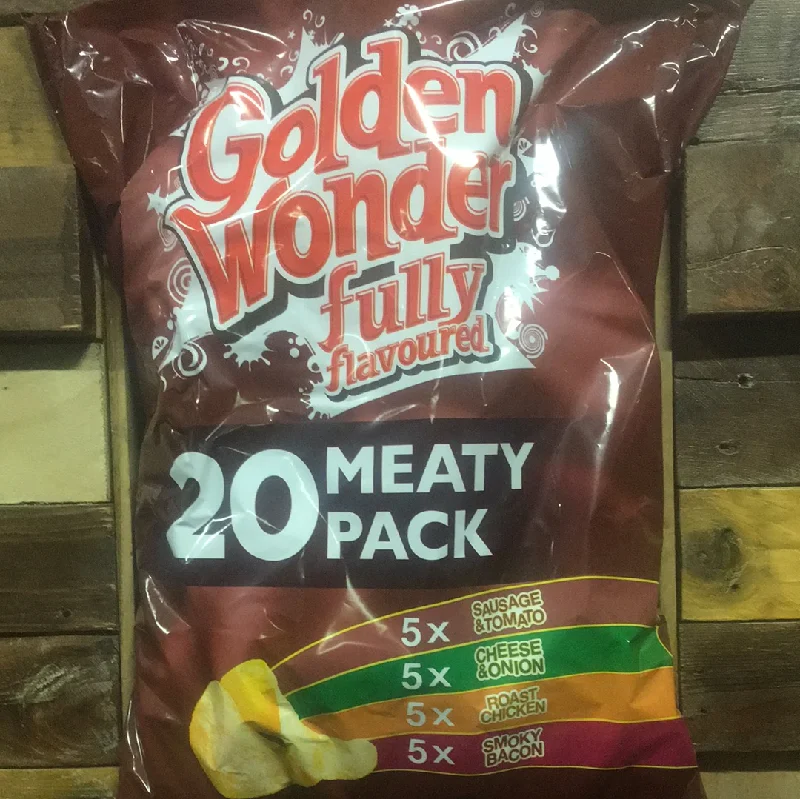 Golden
Wonder
fully
flavoured
20 MEATY
PACK
5x SAUSAGE
&TOMATO
5x CHEESE
&ONION
5x ROAST
CHICKEN
5x SMOKY
BACON